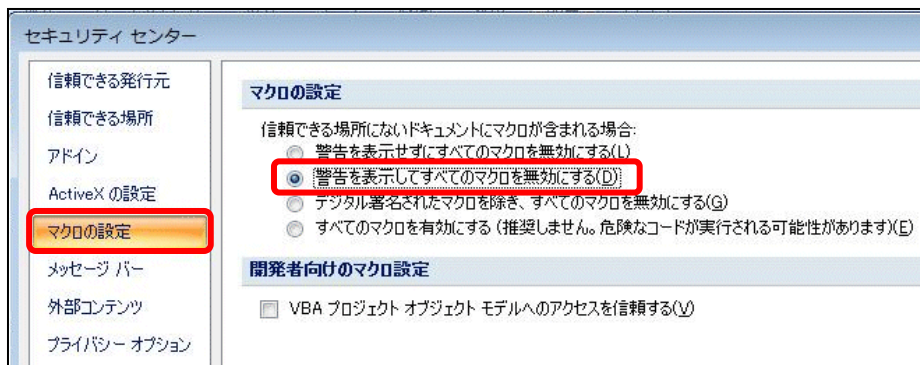 セキュリティ センター
信頼できる発行元
信頼できる場所
アドイン
ActiveX の設定
マクロの設定
メッセージ バー
外部コンテンツ
プライバシー オプション
マクロの設定
信頼できる場所にないドキュメントにマクロが含まれる場合:
警告を表示せずにすべてのマクロを無効にする(L)
警告を表示してすべてのマクロを無効にする(D)
デジタル署名されたマクロを除き、すべてのマクロを無効にする(G)
すべてのマクロを有効にする (推奨しません。危険なコードが実行される可能性があります)(E)
開発者向けのマクロ設定
VBA プロジェクト オブジェクト モデルへのアクセスを信頼する(V)